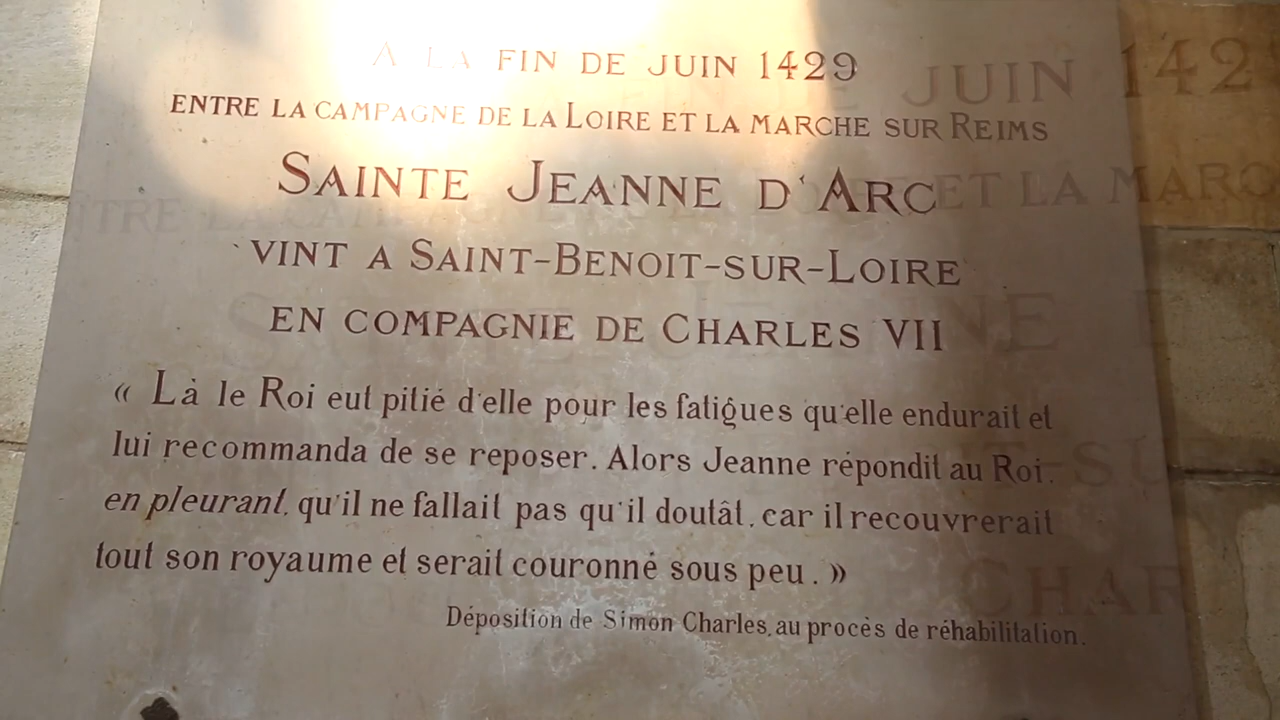 A LA FIN DE JUIN 1429
ENTRE LA CAMPAGNE DE LA LOIRE ET LA MARCHE SUR REIMS
SAINTE JEANNE D'ARC
VINT A SAINT-BENOIT-SUR-LOIRE
EN COMPAGNIE DE CHARLES VII
« Là le Roi eut pitié d'elle pour les fatigues qu'elle endurait et
lui recommanda de se reposer. Alors Jeanne répondit au Roi,
en pleurant, qu'il ne fallait pas qu'il doutât, car il recouvrerait
tout son royaume et serait couronné sous peu. »
Déposition de Simon Charles, au procès de réhabilitation.